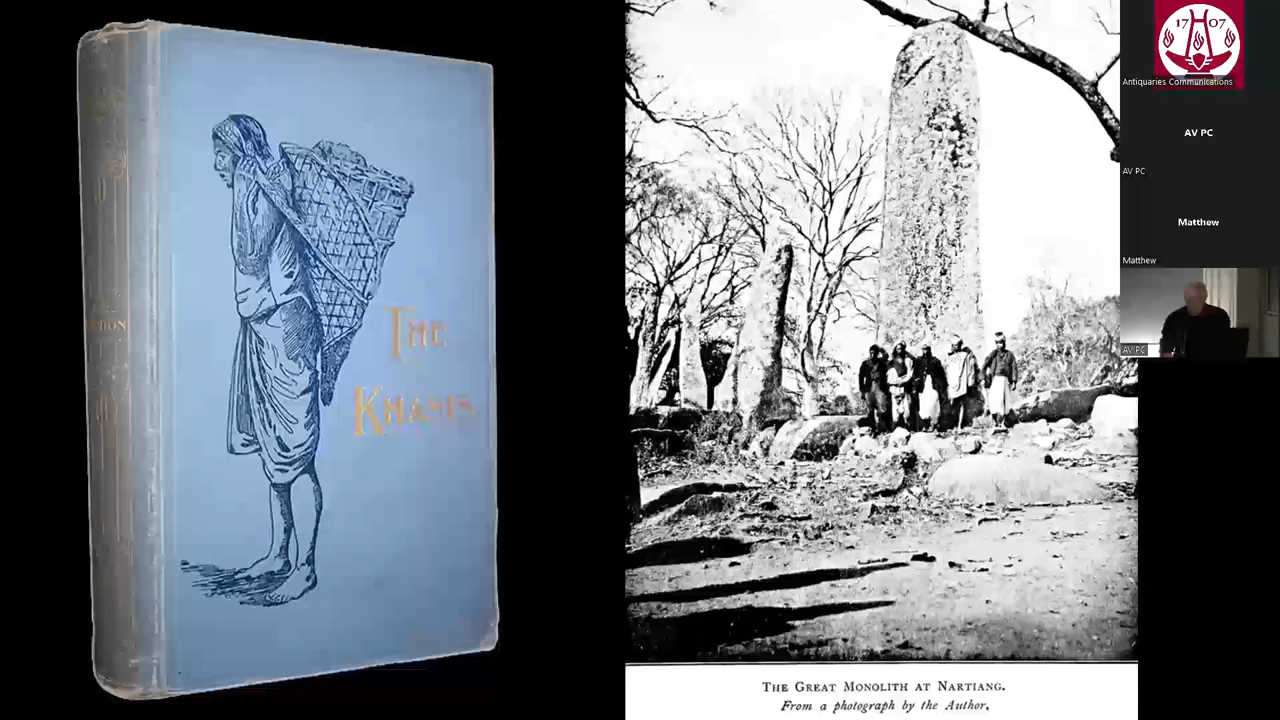 THE
KHASIS
THE GREAT MONOLITH AT NARTIANG.
From a photograph by the Author.
17 07
Antiquaries Communications
AV PC
AV PC
Matthew
Matthew
AV PC